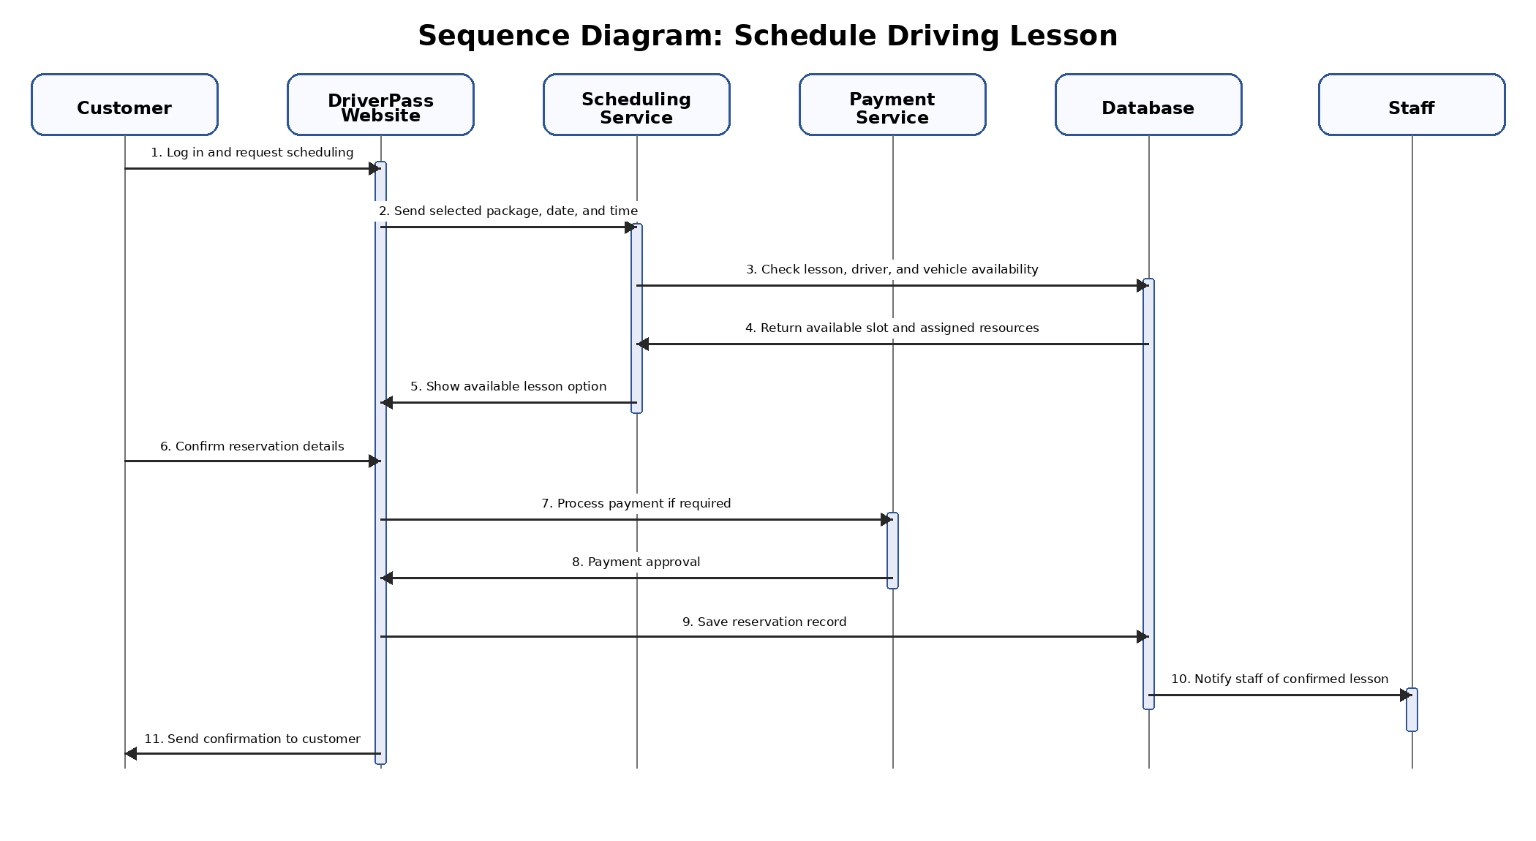 Sequence Diagram: Schedule Driving Lesson
Customer
DriverPass
Website
Scheduling
Service
Payment
Service
Database
Staff
1. Log in and request scheduling
2. Send selected package, date, and time
3. Check lesson, driver, and vehicle availability
4. Return available slot and assigned resources
5. Show available lesson option
6. Confirm reservation details
7. Process payment if required
8. Payment approval
9. Save reservation record
10. Notify staff of confirmed lesson
11. Send confirmation to customer